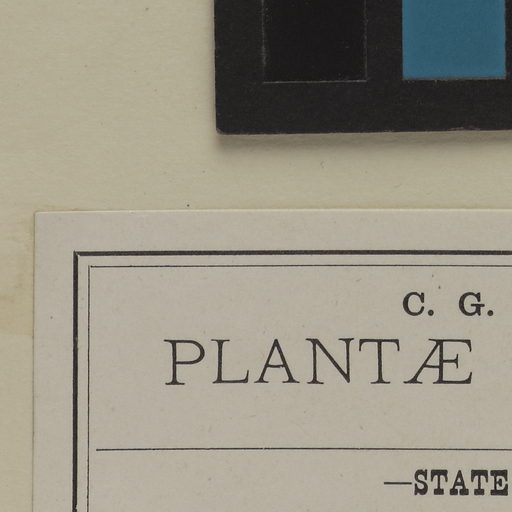 C. G.
PLANTÆ
—STATE